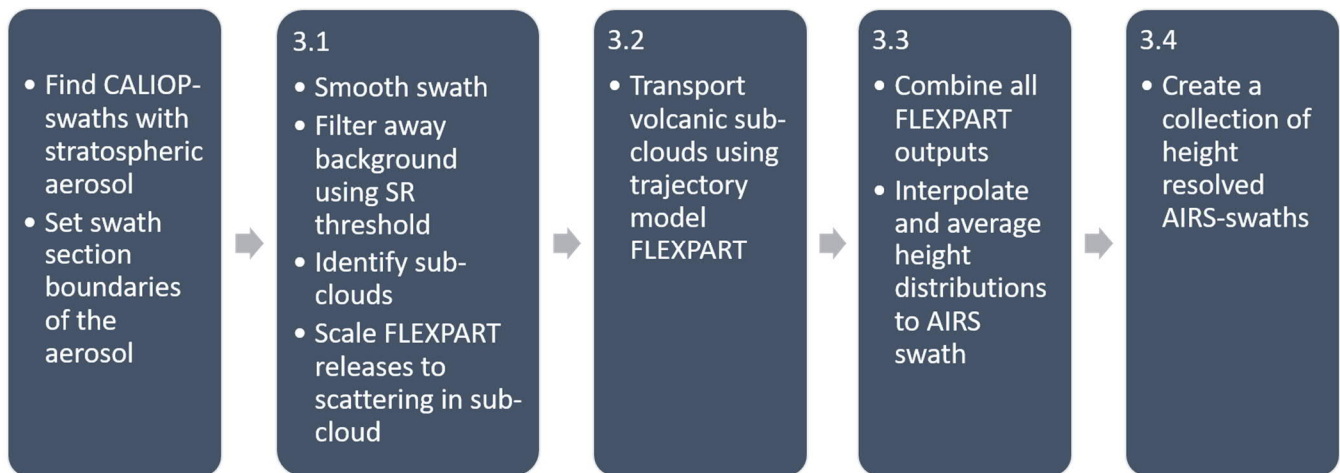 • Find CALIOP-
swaths with
stratospheric
aerosol
• Set swath
section
boundaries
of the
aerosol
3.1
• Smooth swath
• Filter away
background
using SR
threshold
• Identify sub-
clouds
• Scale FLEXPART
releases to
scattering in sub-
cloud
3.2
• Transport
volcanic sub-
clouds using
trajectory
model
FLEXPART
3.3
• Combine all
FLEXPART
outputs
• Interpolate
and average
height
distributions
to AIRS
swath
3.4
• Create a
collection of
height
resolved
AIRS-swaths